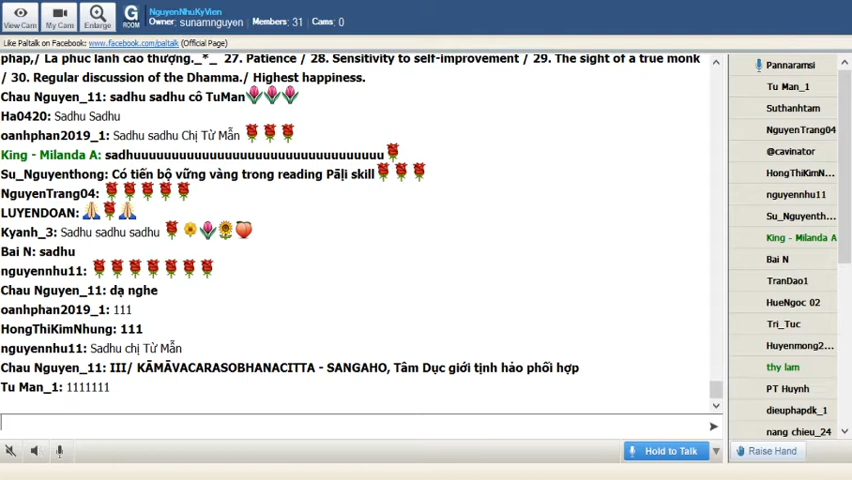 NguyenNhuKyVien
G Owner: sunamnguyen Members: 31 Cams: 0
ROOM
View Cam My Cam Enlarge
Like Paltalk on Facebook: www.facebook.com/paltalk (Official Page)
pháp,/ Là phúc lành cao thượng._*_ 27. Patience / 28. Sensitivity to self-improvement / 29. The sight of a true monk
/ 30. Regular discussion of the Dhamma./ Highest happiness.
Chau Nguyen_11: sadhu sadhu cô TuMan
Ha0420: Sadhu Sadhu
oanhphan2019_1: Sadhu sadhu Chị Từ Mẫn
King - Milanda A: sadhuuuuuuuuuuuuuuuuuuuuuuuuuuuuuuuuu
Su_Nguyenthong: Có tiến bộ vững vàng trong reading Pāḷi skill
NguyenTrang04:
LUYENDOAN:
Kyanh_3: Sadhu sadhu sadhu
Bai N: sadhu
nguyennhu11:
Chau Nguyen_11: dạ nghe
oanhphan2019_1: 111
HongThiKimNhung: 111
nguyennhu11: Sadhu chị Từ Mẫn
Chau Nguyen_11: III/ KĀMĀVACARASOBHANACITTA - SANGAHO, Tâm Dục giới tịnh hảo phối hợp
Tu Man_1: 1111111
Hold to Talk
Pannaramsi
Tu Man_1
Suthanhtam
NguyenTrang04
@cavinator
HongThiKimN...
nguyennhu11
Su_Nguyenth...
King - Milanda A
Bai N
TranDao1
HueNgoc 02
Tri_Tuc
Huyenmong2...
thy lam
PT Huynh
dieuphapdk_1
nang chieu_24
Raise Hand